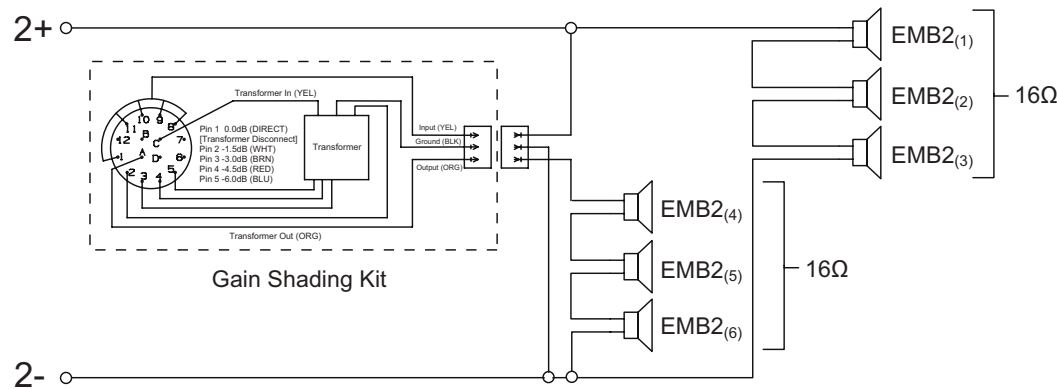 2+
EMB2(1)
EMB2(2)
EMB2(3)
16Ω
Transformer In (YEL)
10
9
11
8
B
12
C
7
A
D
1
6
2
3
4
5
Pin 1 0.0dB (DIRECT)
[Transformer Disconnect]
Pin 2 -1.5dB (WHT)
Pin 3 -3.0dB (BRN)
Pin 4 -4.5dB (RED)
Pin 5 -6.0dB (BLU)
Transformer
Input (YEL)
Ground (BLK)
Output (ORG)
Transformer Out (ORG)
Gain Shading Kit
EMB2(4)
EMB2(5)
EMB2(6)
16Ω
2-